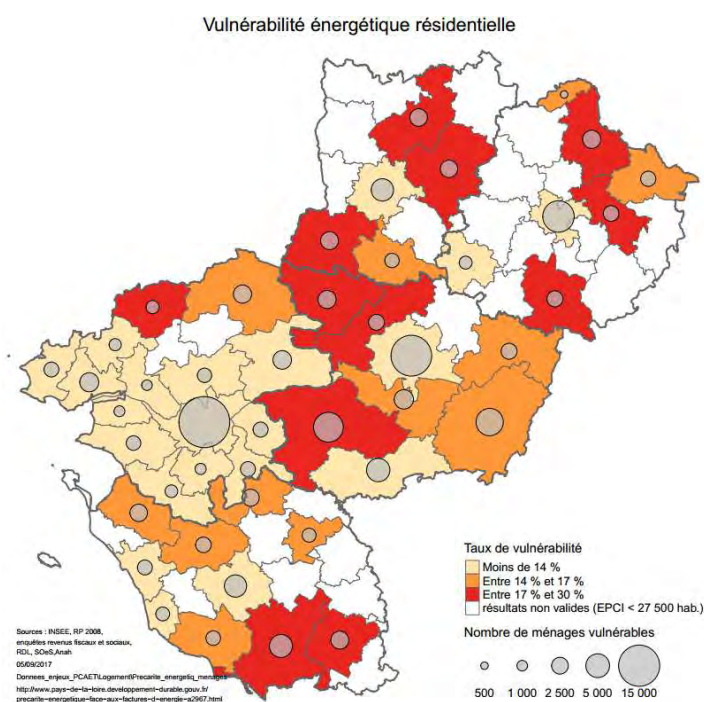 Vulnérabilité énergétique résidentielle
Taux de vulnérabilité
Moins de 14 %
Entre 14 % et 17 %
Entre 17 % et 30 %
résultats non valides (EPCI < 27 500 hab.)
Nombre de ménages vulnérables
500 1 000 2 500 5 000 15 000
Sources : INSEE, RP 2008,
enquêtes revenus fiscaux et sociaux,
RDL, SOeS,Anah
05/09/2017
Donnees_enjeux_PCAET\Logement\Precarite_energetiq_menages
http://www.pays-de-la-loire.developpement-durable.gouv.fr/
precarite-energetique-face-aux-factures-d-energie-a2967.html